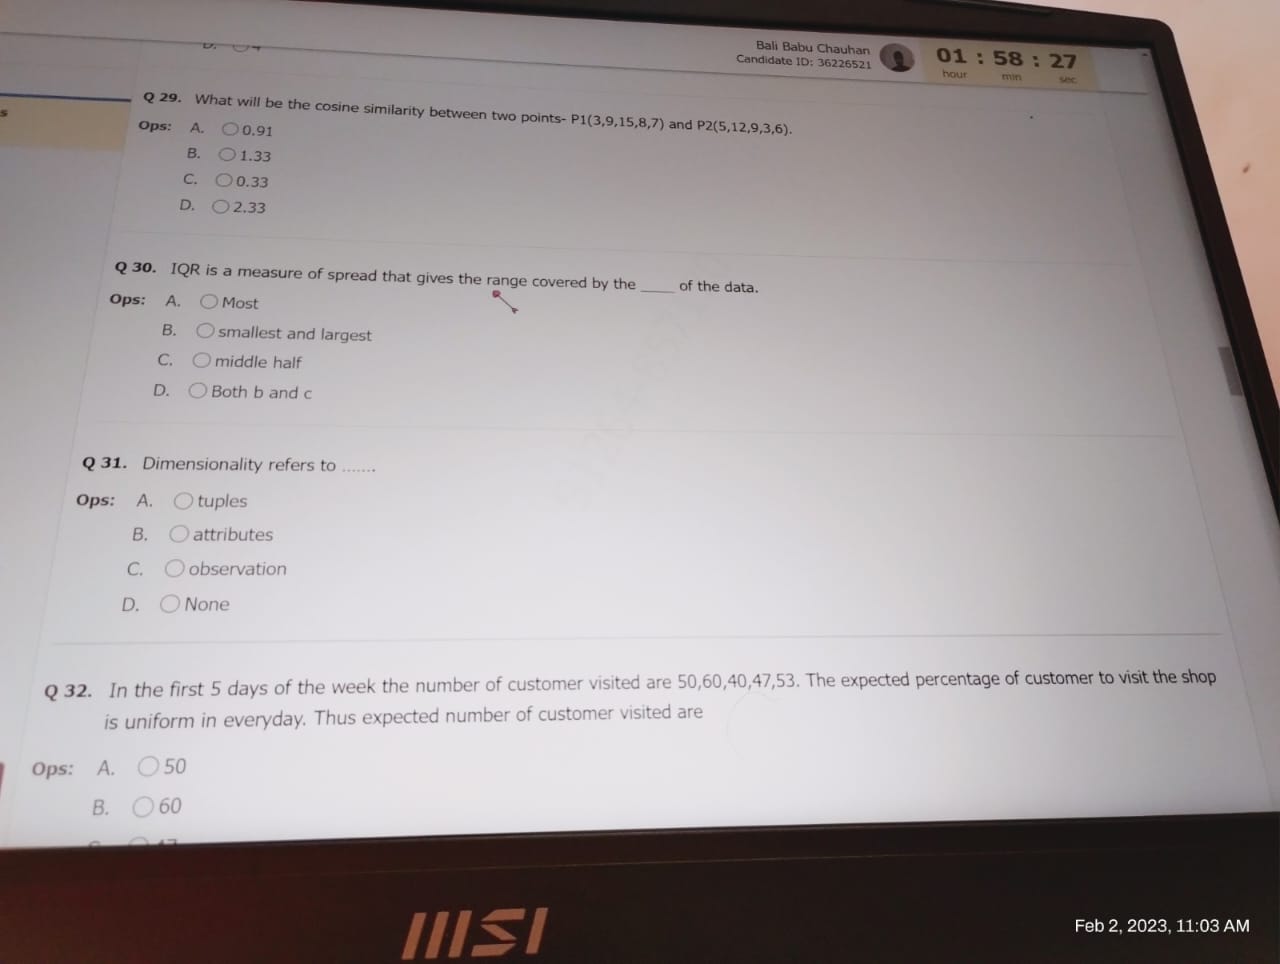 D. 4
Bali Babu Chauhan
Candidate ID: 36226521
01 : 58 : 27
hour min sec
s
Q 29. What will be the cosine similarity between two points- P1(3,9,15,8,7) and P2(5,12,9,3,6).
Ops: A. 0.91
B. 1.33
C. 0.33
D. 2.33
Q 30. IQR is a measure of spread that gives the range covered by the ____ of the data.
Ops: A. Most
B. smallest and largest
C. middle half
D. Both b and c
Q 31. Dimensionality refers to .......
Ops: A. tuples
B. attributes
C. observation
D. None
Q 32. In the first 5 days of the week the number of customer visited are 50,60,40,47,53. The expected percentage of customer to visit the shop
is uniform in everyday. Thus expected number of customer visited are
Ops: A. 50
B. 60
msi
Feb 2, 2023, 11:03 AM